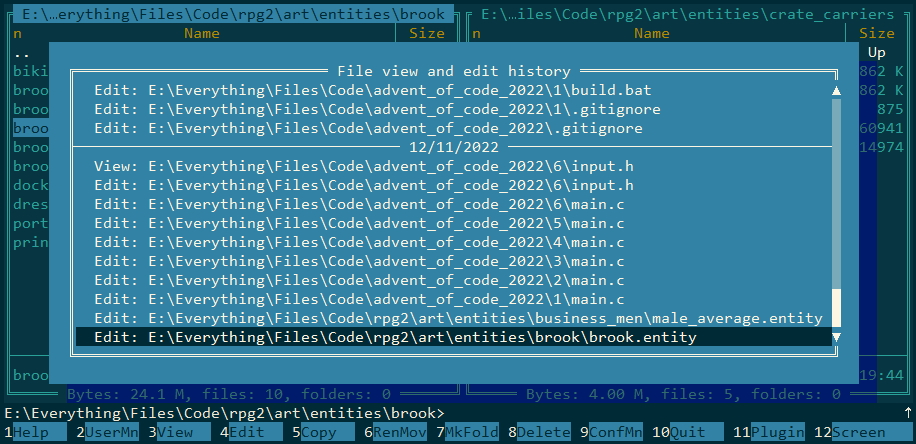 E:\…erything\Files\Code\rpg2\art\entities\brook
E:\…iles\Code\rpg2\art\entities\crate_carriers
n Name Size n Name Size
.. Up
biki 862 K
broo 862 K
broo 875
broo 60941
broo 14974
broo
dock
dres
port
prin
File view and edit history
Edit: E:\Everything\Files\Code\advent_of_code_2022\1\build.bat
Edit: E:\Everything\Files\Code\advent_of_code_2022\1\.gitignore
Edit: E:\Everything\Files\Code\advent_of_code_2022\.gitignore
12/11/2022
View: E:\Everything\Files\Code\advent_of_code_2022\6\input.h
Edit: E:\Everything\Files\Code\advent_of_code_2022\6\input.h
Edit: E:\Everything\Files\Code\advent_of_code_2022\6\main.c
Edit: E:\Everything\Files\Code\advent_of_code_2022\5\main.c
Edit: E:\Everything\Files\Code\advent_of_code_2022\4\main.c
Edit: E:\Everything\Files\Code\advent_of_code_2022\3\main.c
Edit: E:\Everything\Files\Code\advent_of_code_2022\2\main.c
Edit: E:\Everything\Files\Code\advent_of_code_2022\1\main.c
Edit: E:\Everything\Files\Code\rpg2\art\entities\business_men\male_average.entity
Edit: E:\Everything\Files\Code\rpg2\art\entities\brook\brook.entity
broo 19:44
Bytes: 24.1 M, files: 10, folders: 0
Bytes: 4.00 M, files: 5, folders: 0
E:\Everything\Files\Code\rpg2\art\entities\brook>
1Help 2UserMn 3View 4Edit 5Copy 6RenMov 7MkFold 8Delete 9ConfMn 10Quit 11Plugin 12Screen